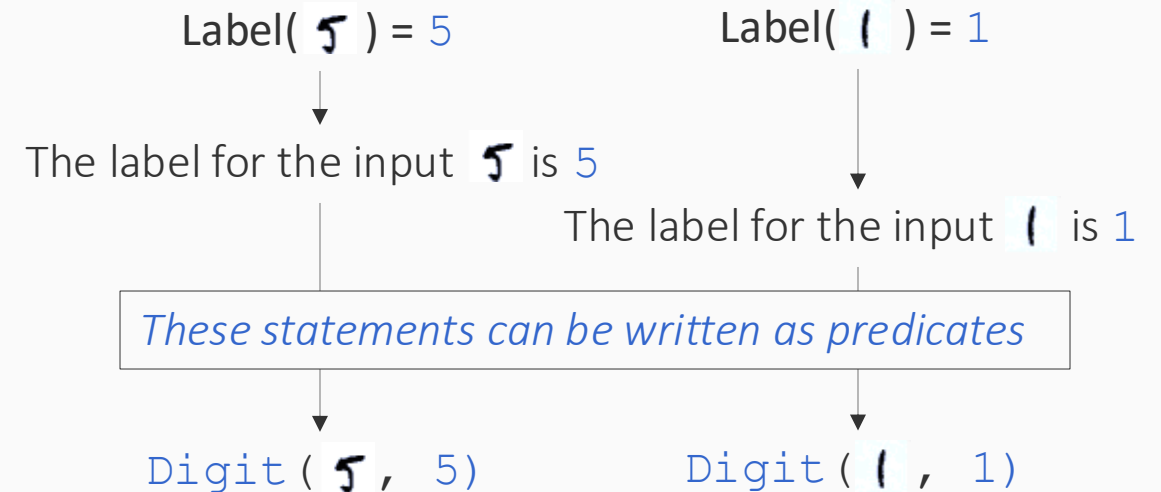 Label( 5 ) = 5
Label( 1 ) = 1
The label for the input 5 is 5
The label for the input 1 is 1
These statements can be written as predicates
Digit( 5, 5)
Digit( 1, 1)